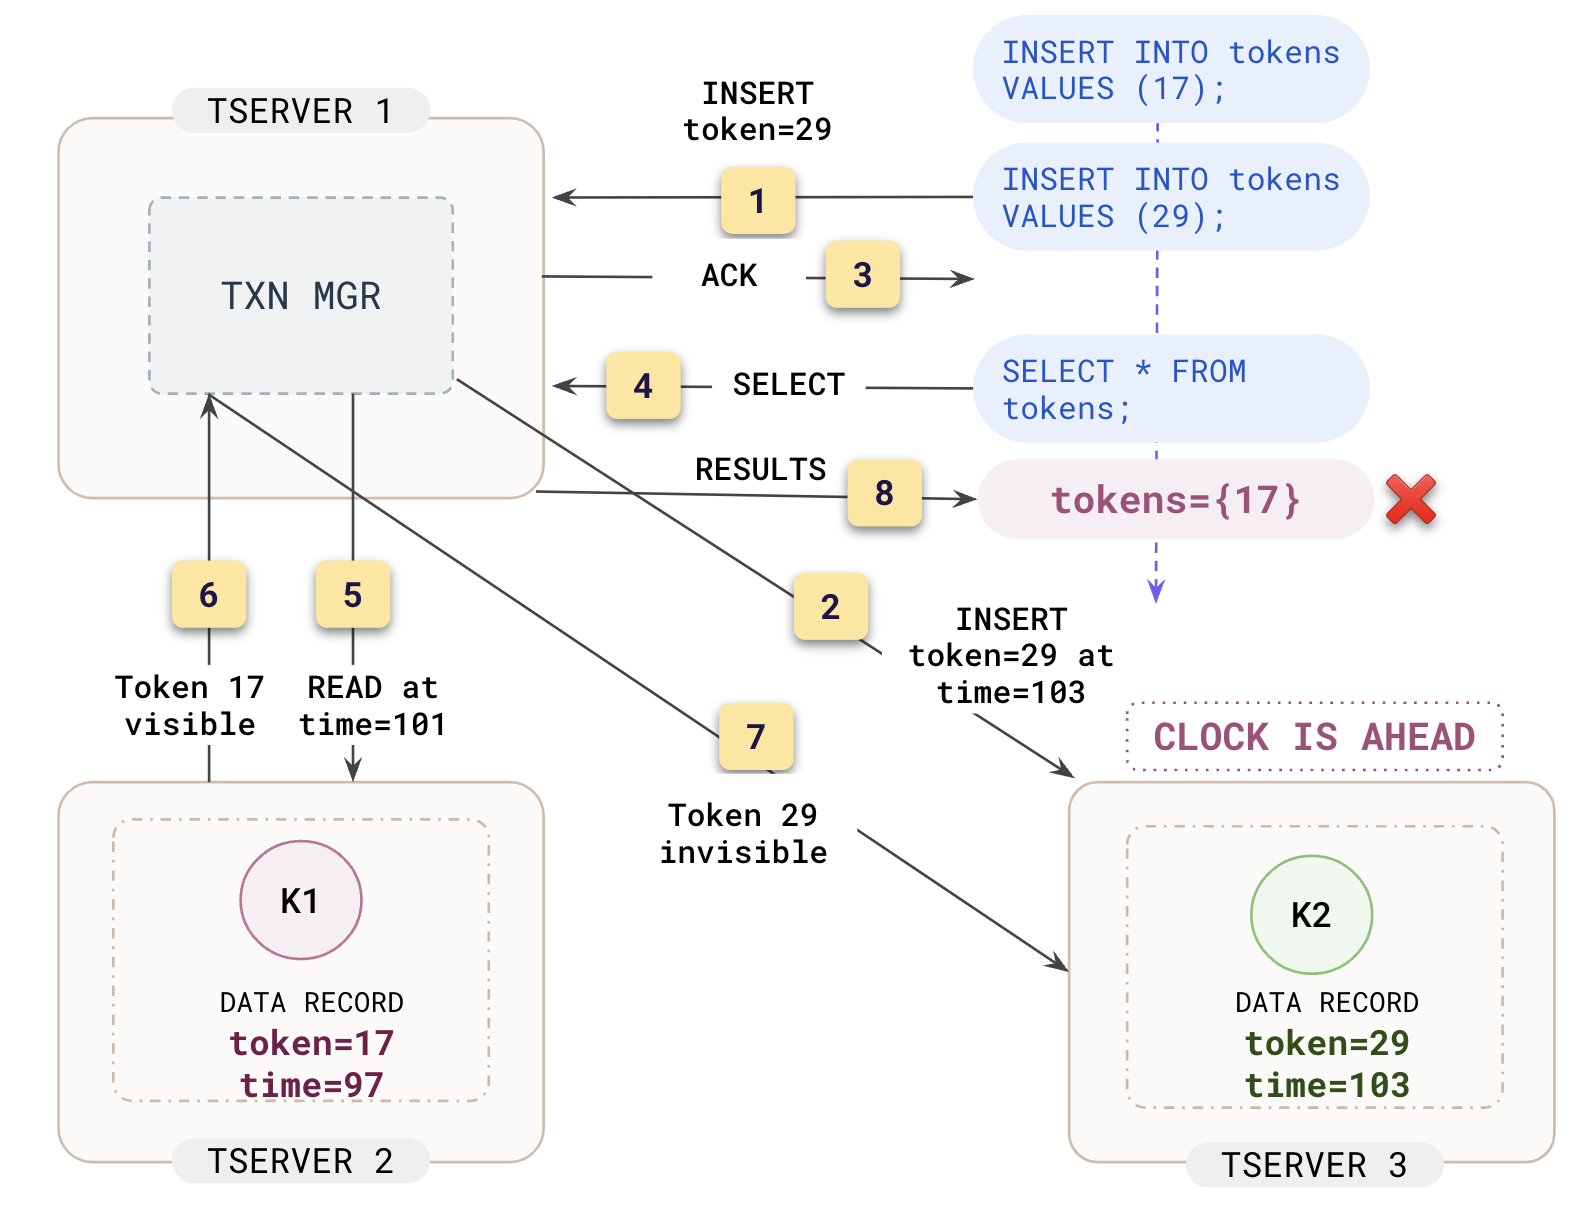 INSERT INTO tokens
VALUES (17);
INSERT
token=29
TSERVER 1
INSERT INTO tokens
VALUES (29);
1
TXN MGR
ACK
3
4
SELECT
SELECT * FROM
tokens;
RESULTS
8
tokens={17}
6
5
2
INSERT
token=29 at
time=103
Token 17
visible
READ at
time=101
7
CLOCK IS AHEAD
Token 29
invisible
K1
DATA RECORD
token=17
time=97
TSERVER 2
K2
DATA RECORD
token=29
time=103
TSERVER 3